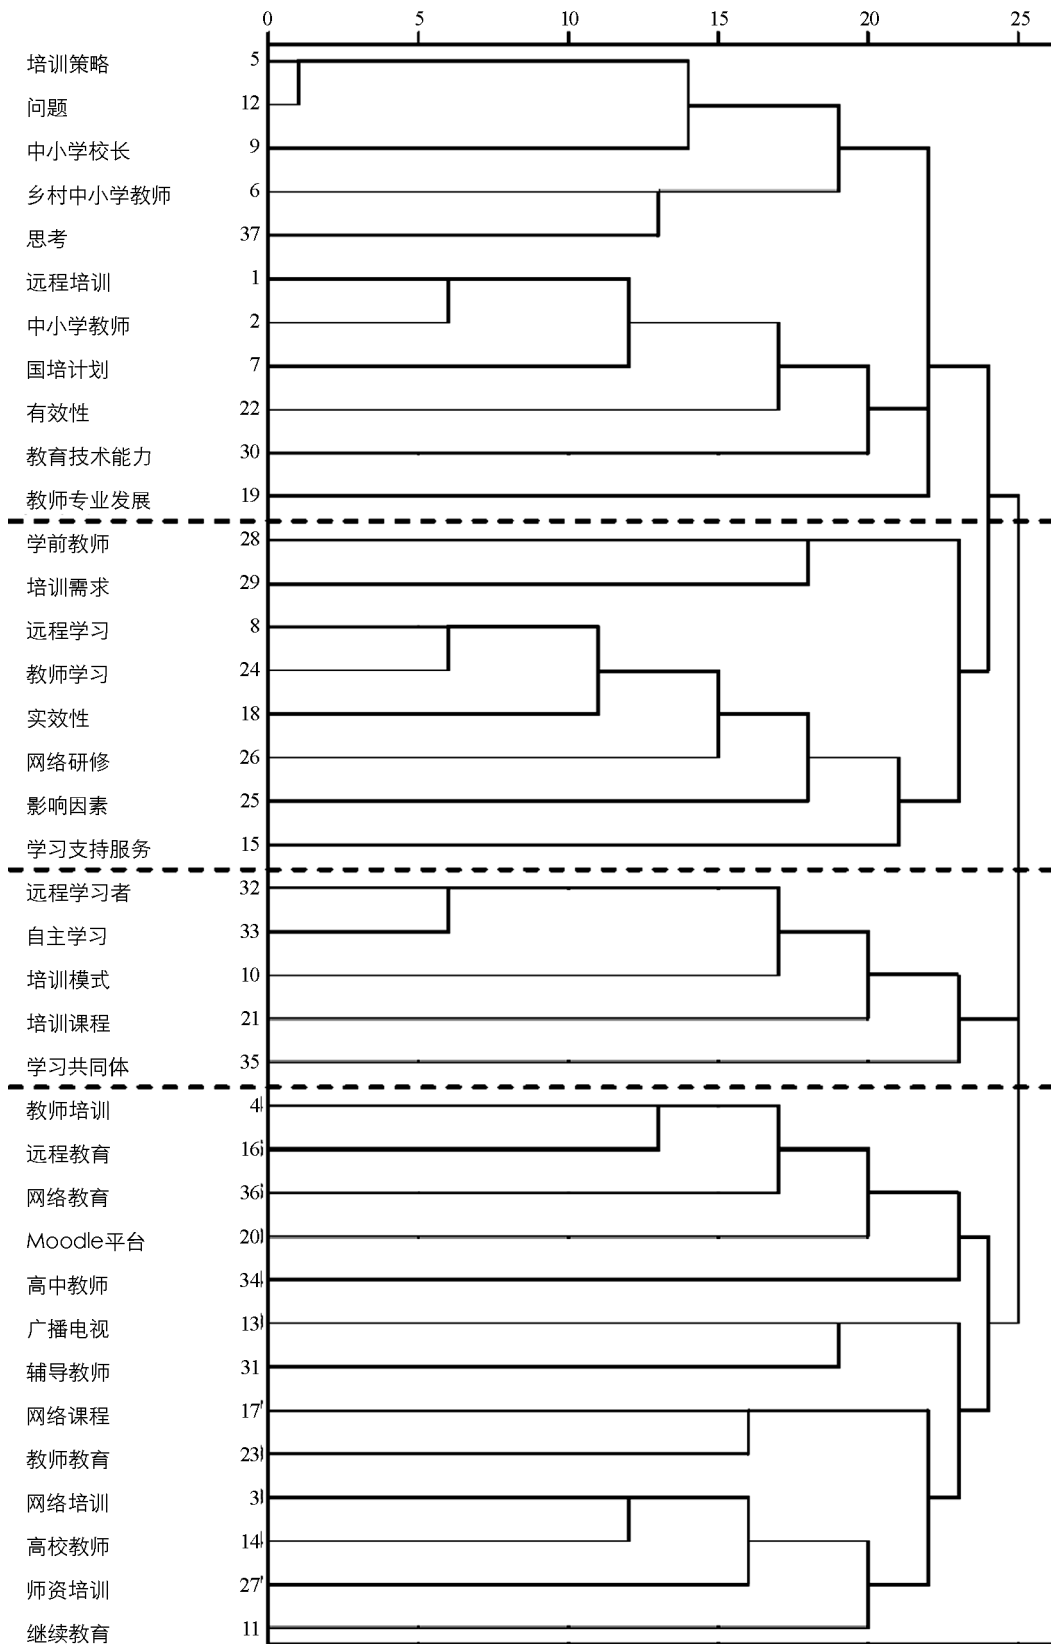 0 5 10 15 20 25
培训策略 5
问题 12
中小学校长 9
乡村中小学教师 6
思考 37
远程培训 1
中小学教师 2
国培计划 7
有效性 22
教育技术能力 30
教师专业发展 19
学前教师 28
培训需求 29
远程学习 8
教师学习 24
实效性 18
网络研修 26
影响因素 25
学习支持服务 15
远程学习者 32
自主学习 33
培训模式 10
培训课程 21
学习共同体 35
教师培训 4
远程教育 16
网络教育 36
Moodle平台 20
高中教师 34
广播电视 13
辅导教师 31
网络课程 17
教师教育 23
网络培训 3
高校教师 14
师资培训 27
继续教育 11